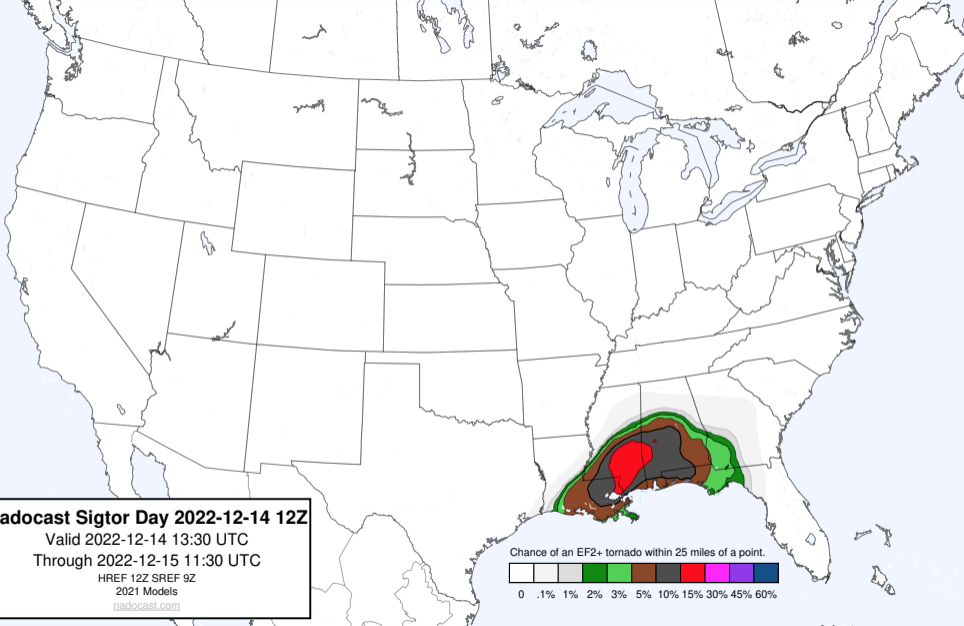 adocast Sigtor Day 2022-12-14 12Z
Valid 2022-12-14 13:30 UTC
Through 2022-12-15 11:30 UTC
HREF 12Z SREF 9Z
2021 Models
nadocast.com
Chance of an EF2+ tornado within 25 miles of a point.
0 .1% 1% 2% 3% 5% 10% 15% 30% 45% 60%